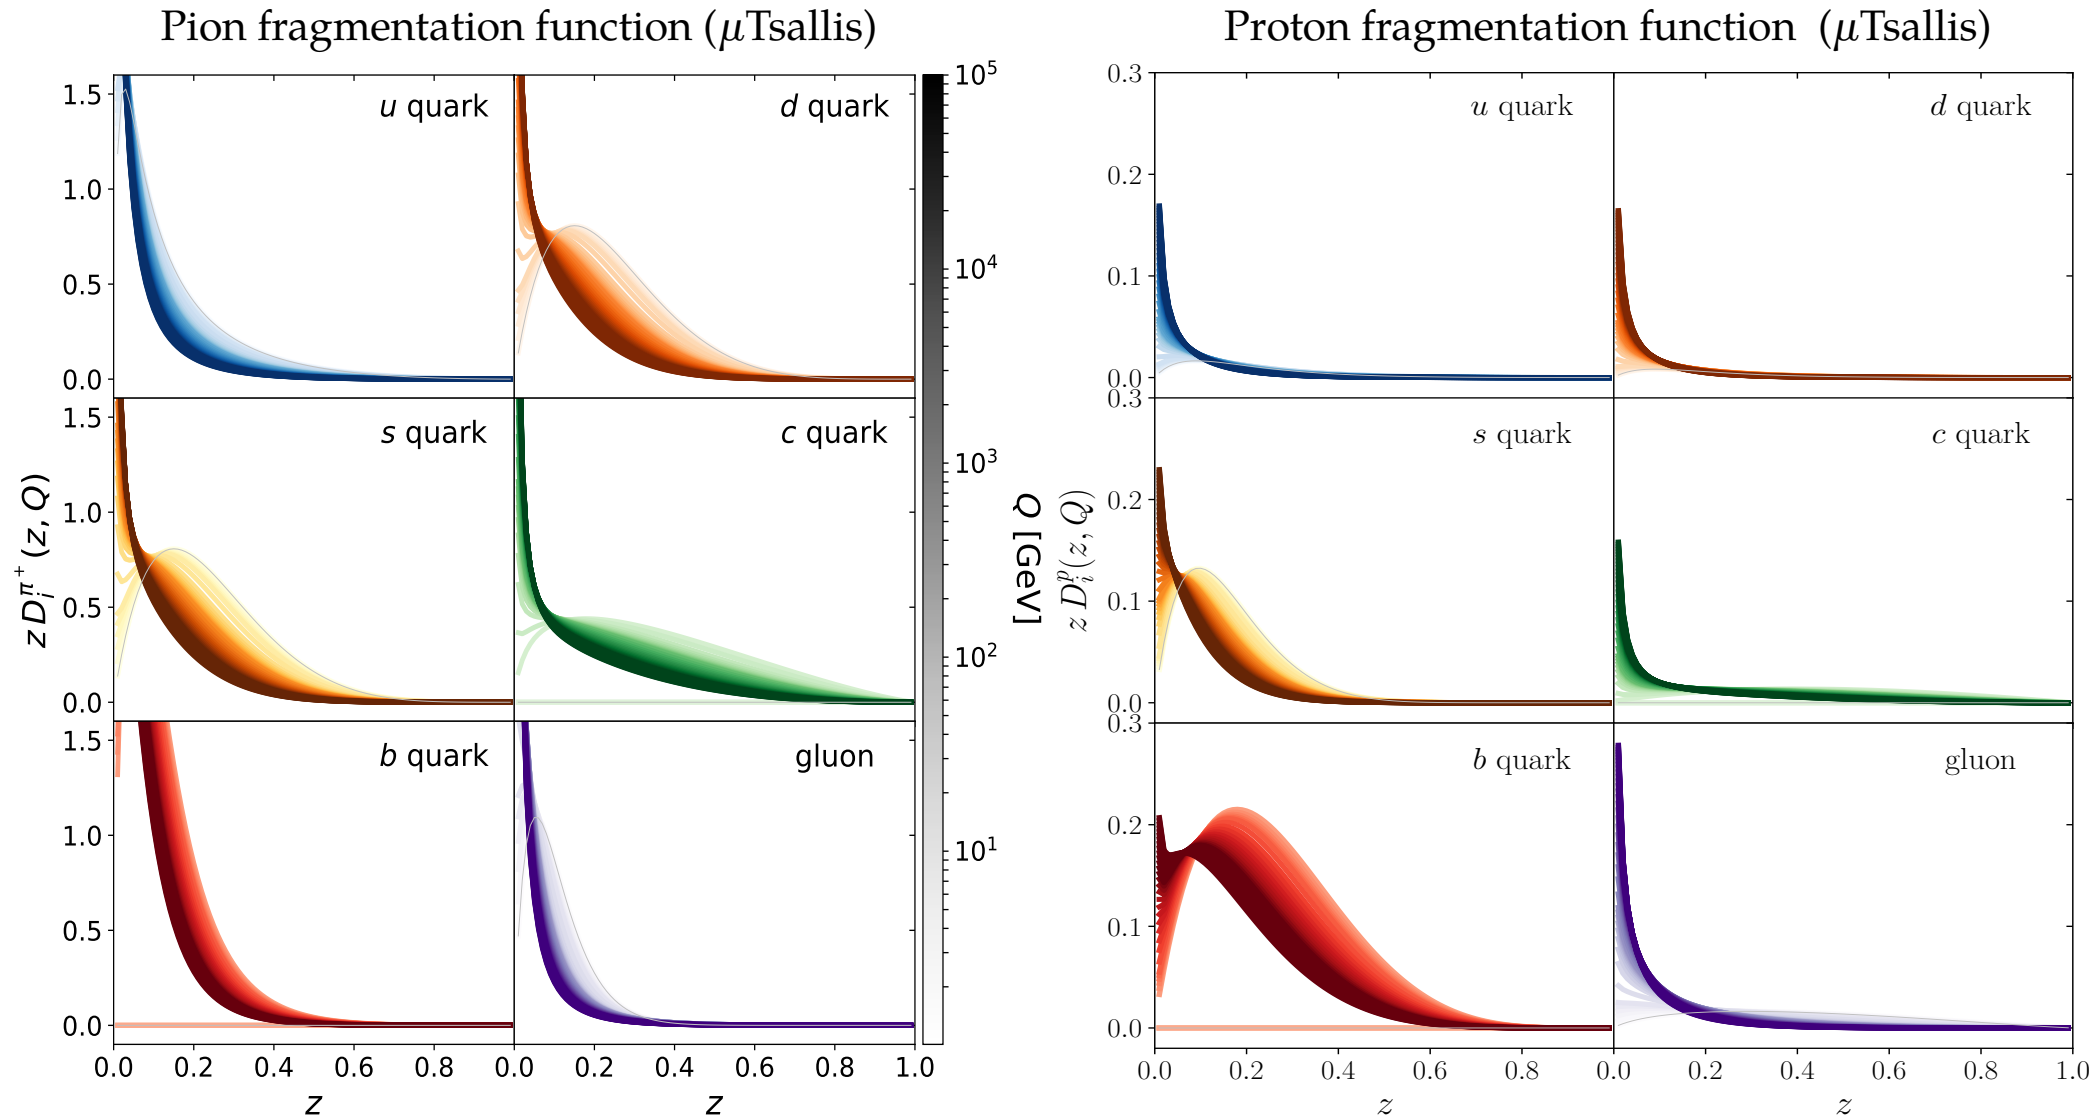 Pion fragmentation function (μTsallis)
Proton fragmentation function (μTsallis)
u quark
d quark
s quark
c quark
b quark
gluon
1.5
1.0
0.5
0.0
1.5
1.0
0.5
0.0
1.5
1.0
0.5
0.0
0.0 0.2 0.4 0.6 0.8 0.0 0.2 0.4 0.6 0.8 1.0
z
z
z D_i^{π^+}(z, Q)
10^5
10^4
10^3
10^2
10^1
Q [GeV]
u quark
d quark
s quark
c quark
b quark
gluon
0.3
0.2
0.1
0.0
0.3
0.2
0.1
0.0
0.3
0.2
0.1
0.0
0.0 0.2 0.4 0.6 0.8 0.0 0.2 0.4 0.6 0.8 1.0
z
z
z D_i^p(z, Q)